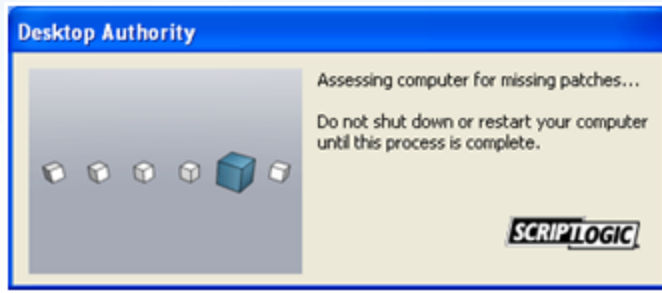 Desktop Authority
Assessing computer for missing patches...
Do not shut down or restart your computer
until this process is complete.
SCRIPTLOGIC